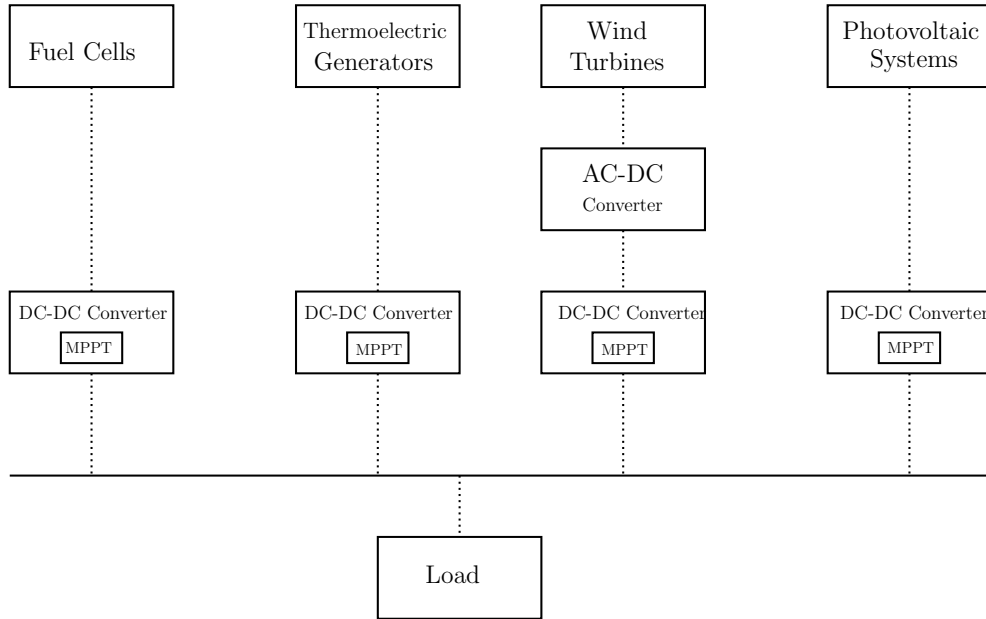 Fuel Cells
Thermoelectric
Generators
Wind
Turbines
Photovoltaic
Systems
AC-DC
Converter
DC-DC Converter
MPPT
DC-DC Converter
MPPT
DC-DC Converter
MPPT
DC-DC Converter
MPPT
Load